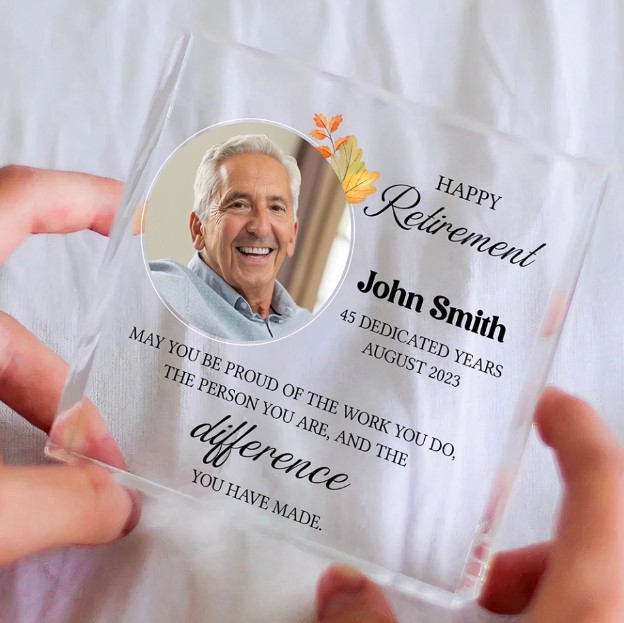 HAPPY
Retirement
John Smith
45 DEDICATED YEARS
AUGUST 2023
MAY YOU BE PROUD OF THE WORK YOU DO,
THE PERSON YOU ARE, AND THE
difference
YOU HAVE MADE.